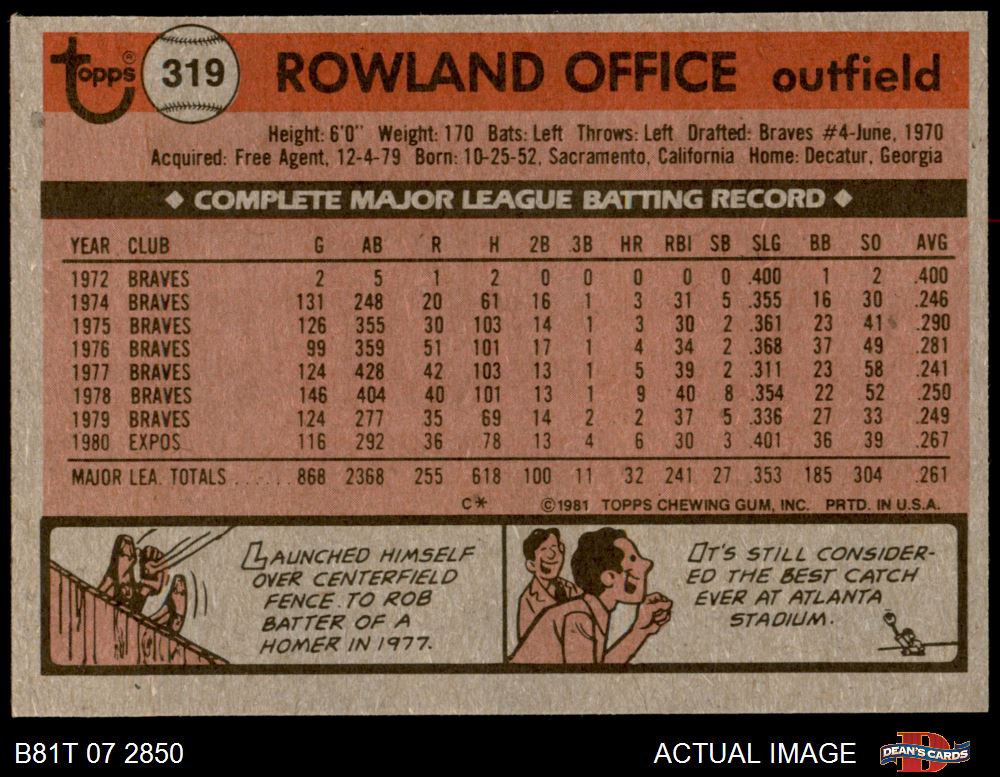 topps® 319 ROWLAND OFFICE outfield
Height: 6'0" Weight: 170 Bats: Left Throws: Left Drafted: Braves #4-June, 1970
Acquired: Free Agent, 12-4-79 Born: 10-25-52, Sacramento, California Home: Decatur, Georgia
◆ COMPLETE MAJOR LEAGUE BATTING RECORD ◆
YEAR CLUB G AB R H 2B 3B HR RBI SB SLG BB SO AVG
1972 BRAVES 2 5 1 2 0 0 0 0 0 .400 1 2 .400
1974 BRAVES 131 248 20 61 16 1 3 31 5 .355 16 30 .246
1975 BRAVES 126 355 30 103 14 1 3 30 2 .361 23 41 .290
1976 BRAVES 99 359 51 101 17 1 4 34 2 .368 37 49 .281
1977 BRAVES 124 428 42 103 13 1 5 39 2 .311 23 58 .241
1978 BRAVES 146 404 40 101 13 1 9 40 8 .354 22 52 .250
1979 BRAVES 124 277 35 69 14 2 2 37 5 .336 27 33 .249
1980 EXPOS 116 292 36 78 13 4 6 30 3 .401 36 39 .267
MAJOR LEA. TOTALS ...... 868 2368 255 618 100 11 32 241 27 .353 185 304 .261
C* ©1981 TOPPS CHEWING GUM, INC. PRTD. IN U.S.A.
LAUNCHED HIMSELF
OVER CENTERFIELD
FENCE TO ROB
BATTER OF A
HOMER IN 1977.
IT'S STILL CONSIDER-
ED THE BEST CATCH
EVER AT ATLANTA
STADIUM.
B81T 07 2850 ACTUAL IMAGE DEAN'S CARDS